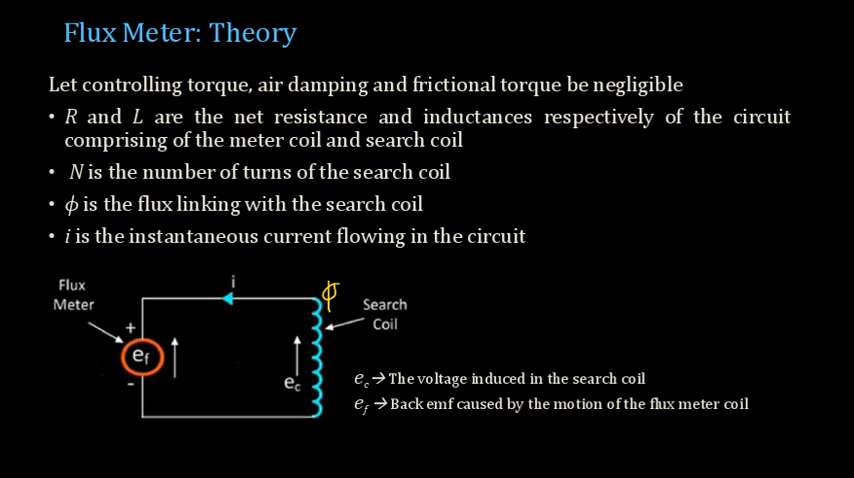 Flux Meter: Theory
Let controlling torque, air damping and frictional torque be negligible
• R and L are the net resistance and inductances respectively of the circuit
comprising of the meter coil and search coil
• N is the number of turns of the search coil
• ϕ is the flux linking with the search coil
• i is the instantaneous current flowing in the circuit
Flux
Meter
i
ϕ
Search
Coil
+
e_f
-
e_c
e_c → The voltage induced in the search coil
e_f → Back emf caused by the motion of the flux meter coil